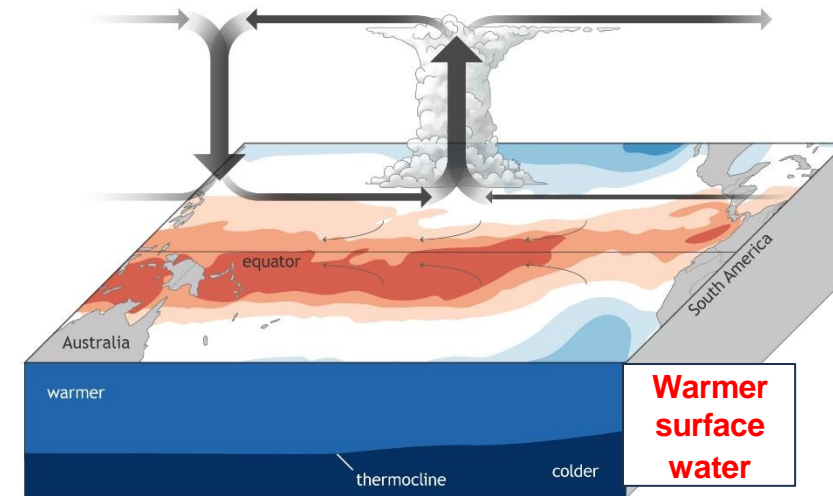 equator
South America
Australia
warmer
Warmer
surface
water
thermocline
colder